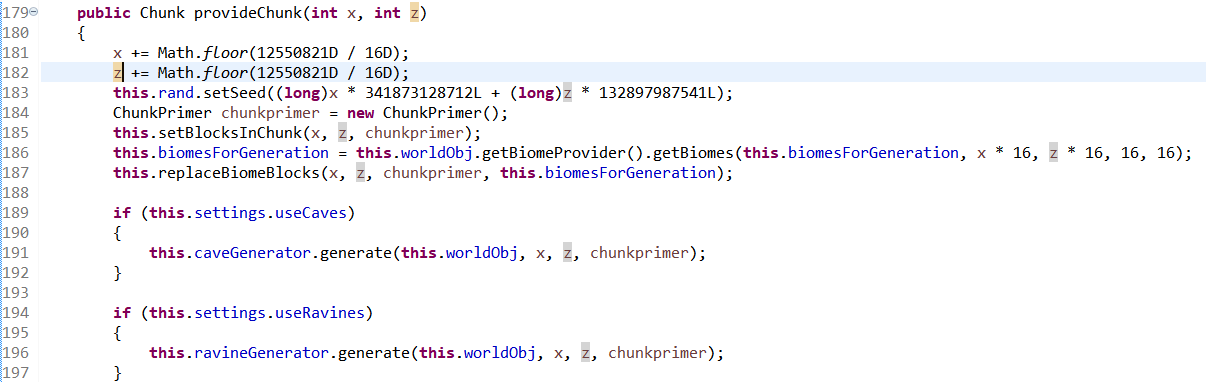 179 public Chunk provideChunk(int x, int z)
180 {
181 x += Math.floor(12550821D / 16D);
182 z += Math.floor(12550821D / 16D);
183 this.rand.setSeed((long)x * 341873128712L + (long)z * 132897987541L);
184 ChunkPrimer chunkprimer = new ChunkPrimer();
185 this.setBlocksInChunk(x, z, chunkprimer);
186 this.biomesForGeneration = this.worldObj.getBiomeProvider().getBiomes(this.biomesForGeneration, x * 16, z * 16, 16, 16);
187 this.replaceBiomeBlocks(x, z, chunkprimer, this.biomesForGeneration);
188
189 if (this.settings.useCaves)
190 {
191 this.caveGenerator.generate(this.worldObj, x, z, chunkprimer);
192 }
193
194 if (this.settings.useRavines)
195 {
196 this.ravineGenerator.generate(this.worldObj, x, z, chunkprimer);
197 }